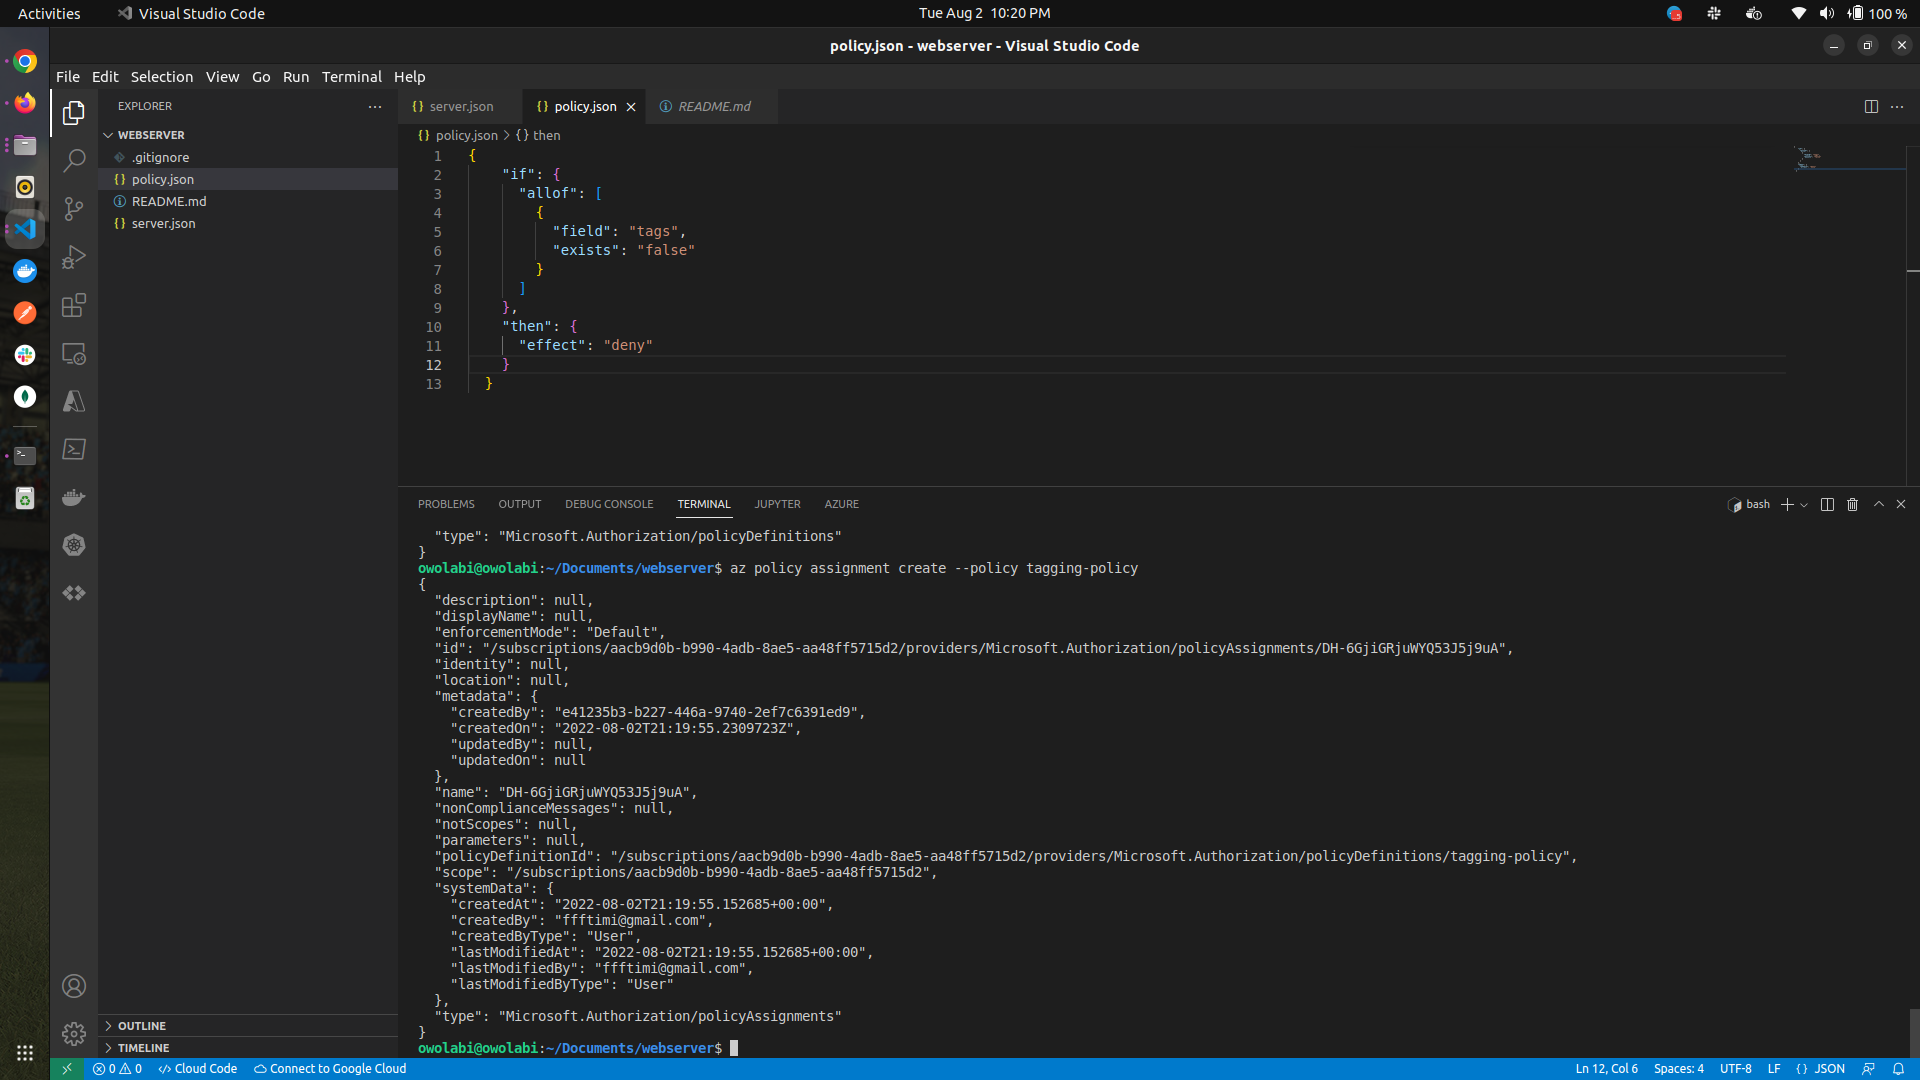 Activities
Visual Studio Code
Tue Aug 2 10:20 PM
100 %
policy.json - webserver - Visual Studio Code
File Edit Selection View Go Run Terminal Help
EXPLORER
WEBSERVER
.gitignore
policy.json
README.md
server.json
OUTLINE
TIMELINE
server.json
policy.json
README.md
policy.json > {} then
1 {
2 "if": {
3 "allof": [
4 {
5 "field": "tags",
6 "exists": "false"
7 }
8 ]
9 },
10 "then": {
11 "effect": "deny"
12 }
13 }
PROBLEMS OUTPUT DEBUG CONSOLE TERMINAL JUPYTER AZURE
bash
"type": "Microsoft.Authorization/policyDefinitions"
}
owolabi@owolabi:~/Documents/webserver$ az policy assignment create --policy tagging-policy
{
"description": null,
"displayName": null,
"enforcementMode": "Default",
"id": "/subscriptions/aacb9d0b-b990-4adb-8ae5-aa48ff5715d2/providers/Microsoft.Authorization/policyAssignments/DH-6GjiGRjuWYQ53J5j9uA",
"identity": null,
"location": null,
"metadata": {
"createdBy": "e41235b3-b227-446a-9740-2ef7c6391ed9",
"createdOn": "2022-08-02T21:19:55.2309723Z",
"updatedBy": null,
"updatedOn": null
},
"name": "DH-6GjiGRjuWYQ53J5j9uA",
"nonComplianceMessages": null,
"notScopes": null,
"parameters": null,
"policyDefinitionId": "/subscriptions/aacb9d0b-b990-4adb-8ae5-aa48ff5715d2/providers/Microsoft.Authorization/policyDefinitions/tagging-policy",
"scope": "/subscriptions/aacb9d0b-b990-4adb-8ae5-aa48ff5715d2",
"systemData": {
"createdAt": "2022-08-02T21:19:55.152685+00:00",
"createdBy": "ffftimi@gmail.com",
"createdByType": "User",
"lastModifiedAt": "2022-08-02T21:19:55.152685+00:00",
"lastModifiedBy": "ffftimi@gmail.com",
"lastModifiedByType": "User"
},
"type": "Microsoft.Authorization/policyAssignments"
}
owolabi@owolabi:~/Documents/webserver$
0 0 Cloud Code Connect to Google Cloud
Ln 12, Col 6 Spaces: 4 UTF-8 LF {} JSON